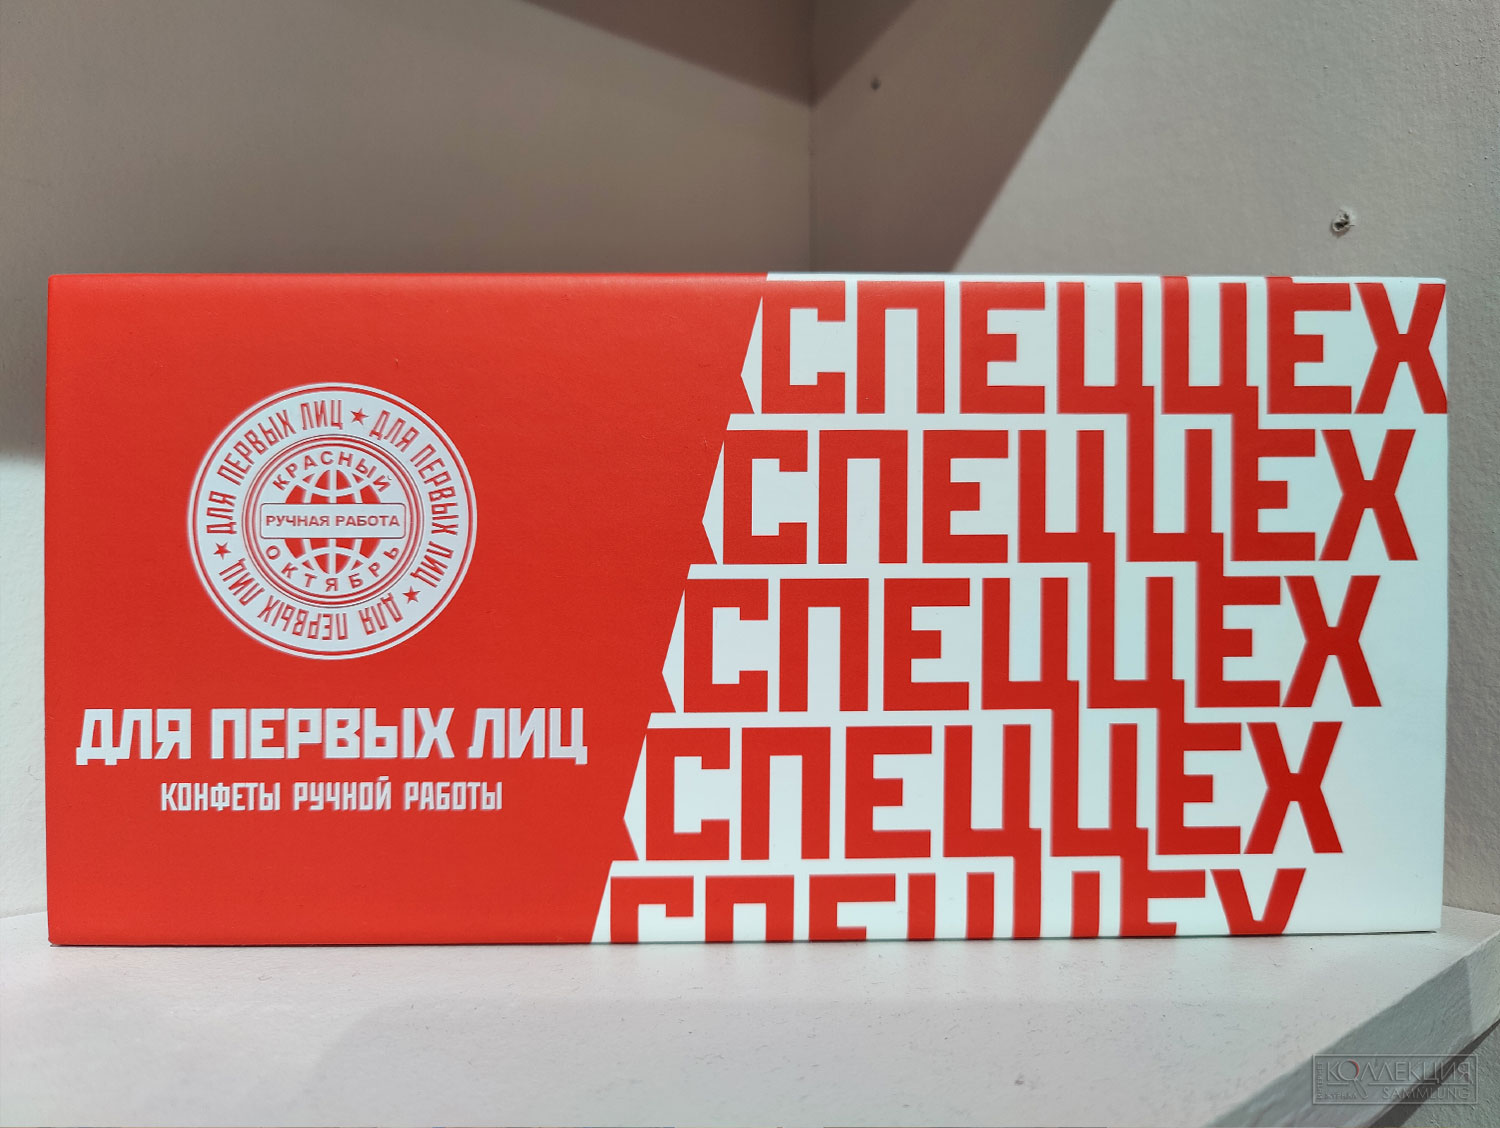 ДЛЯ ПЕРВЫХ ЛИЦ ★ ДЛЯ ПЕРВЫХ ЛИЦ ★ ДЛЯ ПЕРВЫХ ЛИЦ ★
КРАСНЫЙ
РУЧНАЯ РАБОТА
ОКТЯБРЬ
ДЛЯ ПЕРВЫХ ЛИЦ
КОНФЕТЫ РУЧНОЙ РАБОТЫ
СПЕЦЦЕХ
СПЕЦЦЕХ
СПЕЦЦЕХ
СПЕЦЦЕХ
СПЕЦЦЕХ
КОЛЛЕКЦИЯ
SAMMLUNG